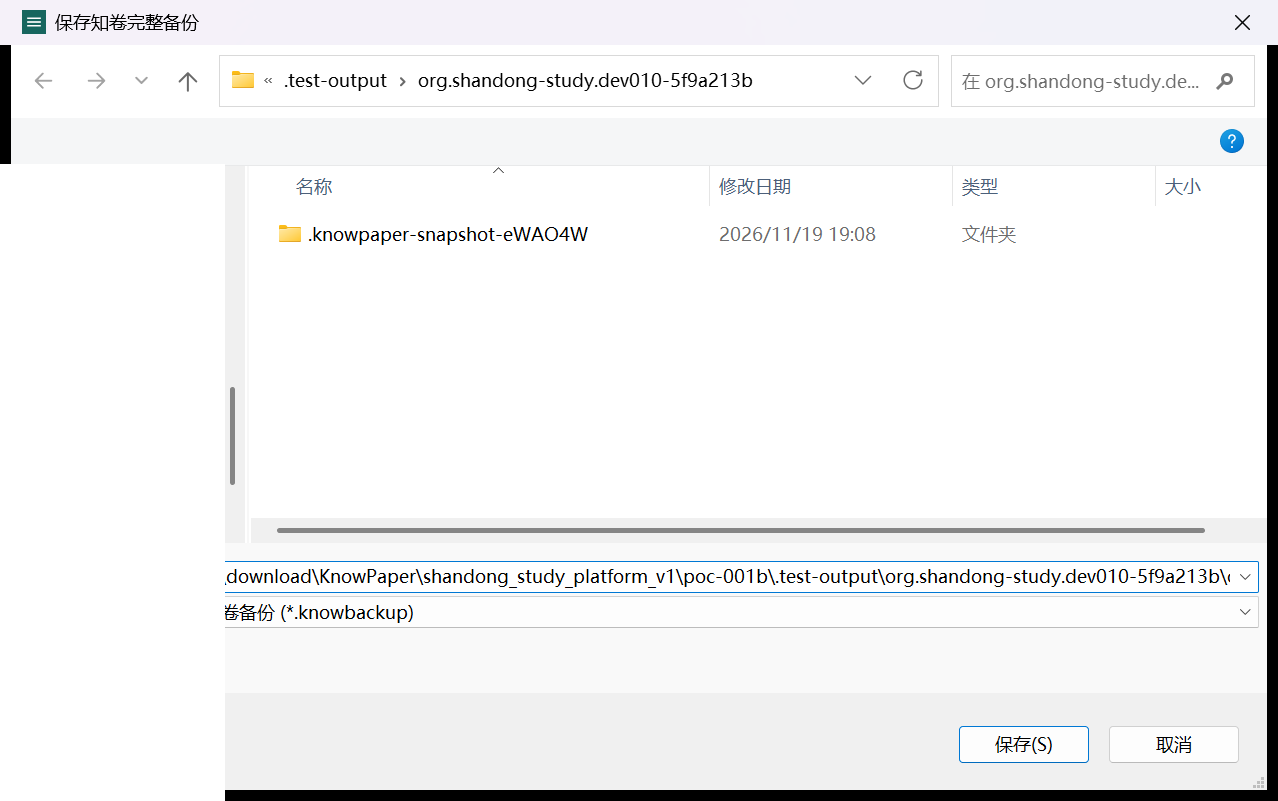 保存知卷完整备份
« .test-output › org.shandong-study.dev010-5f9a213b
在 org.shandong-study.de...
?
名称 修改日期 类型 大小
.knowpaper-snapshot-eWAO4W 2026/11/19 19:08 文件夹
\download\KnowPaper\shandong_study_platform_v1\poc-001b\.test-output\org.shandong-study.dev010-5f9a213b\
卷备份 (*.knowbackup)
保存(S) 取消